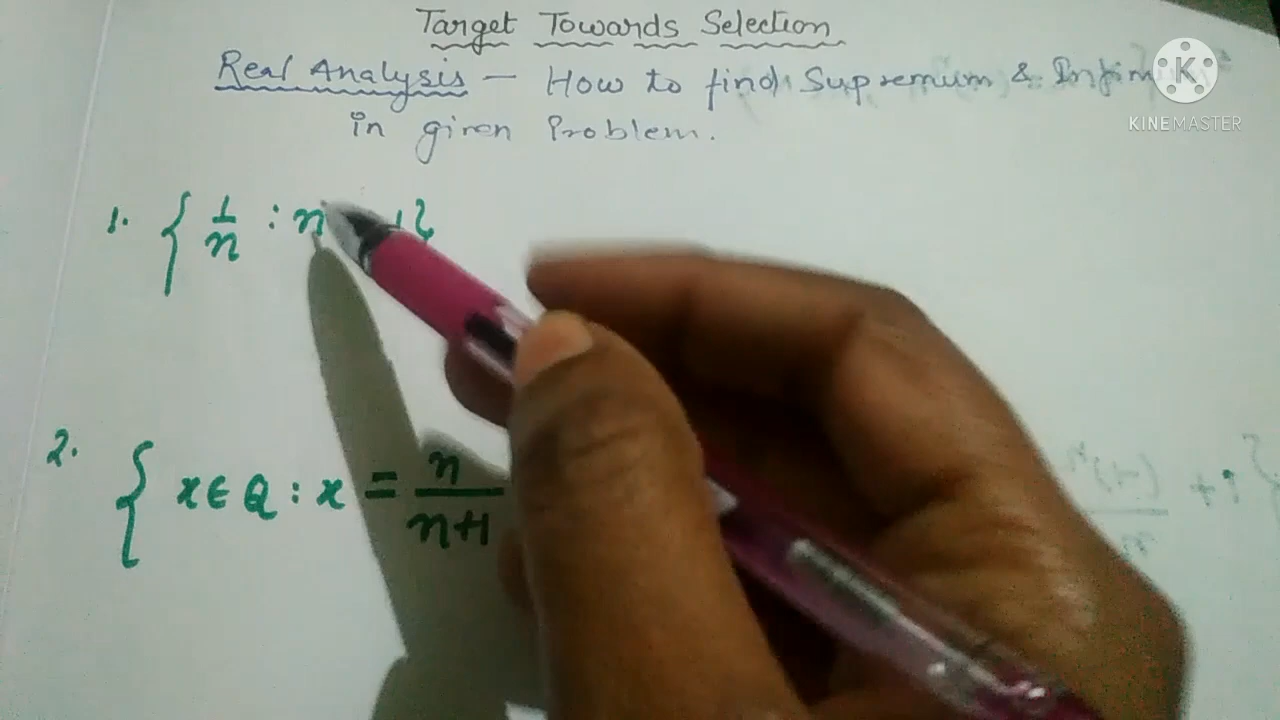 Target Towards Selection
Real Analysis - How to find Supremum &
in given Problem.
K
KINEMASTER
1. { 1/n : n
2. { x ∈ Q : x = n/n+1